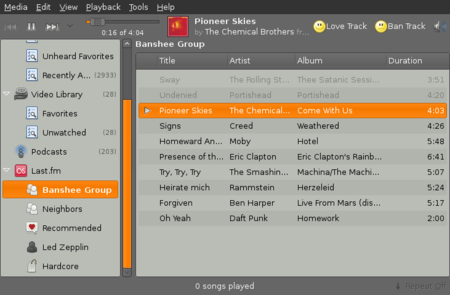 Media Edit View Playback Tools Help
0:16 of 4:04
Pioneer Skies
by The Chemical Brothers fr...
Love Track
Ban Track
Unheard Favorites
Recently A... (2933)
Video Library (28)
Favorites
Unwatched (28)
Podcasts (203)
Last.fm
Banshee Group
Neighbors
Recommended
Led Zepplin
Hardcore
Banshee Group
Title Artist Album Duration
Sway The Rolling St... Thee Satanic Sessi... 3:51
Undenied Portishead Portishead 4:20
Pioneer Skies The Chemical... Come With Us 4:03
Signs Creed Weathered 4:26
Homeward An... Moby Hotel 5:48
Presence of th... Eric Clapton Eric Clapton's Rainb... 6:41
Try, Try, Try The Smashin... Machina/The Machi... 5:07
Heirate mich Rammstein Herzeleid 5:24
Forgiven Ben Harper Live From Mars (dis... 5:17
Oh Yeah Daft Punk Homework 2:00
0 songs played
Repeat Off